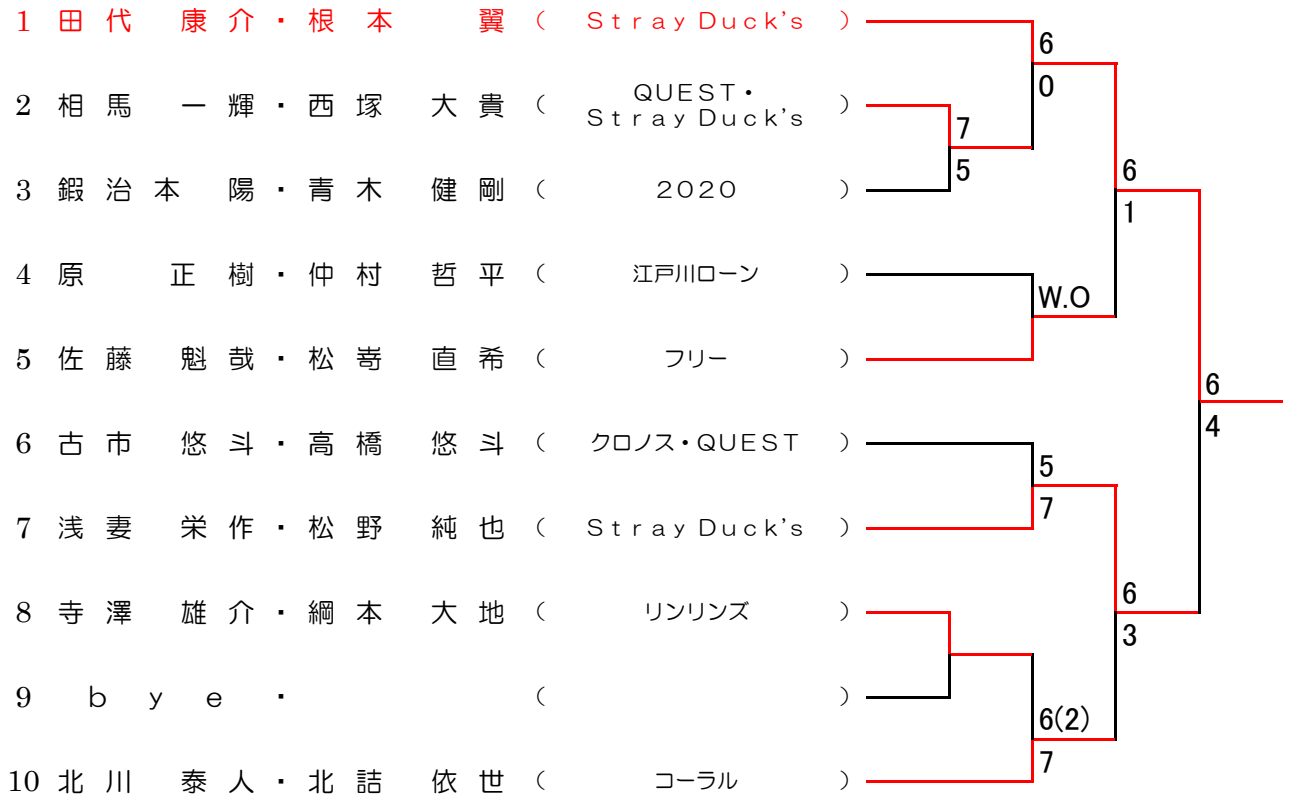 1 田代 康介・根本 翼 ( Stray Duck's )
6
0
2 相馬 一輝・西塚 大貴 ( QUEST・
Stray Duck's )
7
5
3 鍜治本 陽・青木 健剛 ( 2020 )
6
1
4 原 正樹・仲村 哲平 ( 江戸川ローン )
W.O
5 佐藤 魁哉・松嵜 直希 ( フリー )
6
4
6 古市 悠斗・高橋 悠斗 ( クロノス・QUEST )
5
7
7 浅妻 栄作・松野 純也 ( Stray Duck's )
8 寺澤 雄介・綱本 大地 ( リンリンズ )
6
3
9 bye ・ ( )
6(2)
7
10 北川 泰人・北詰 依世 ( コーラル )